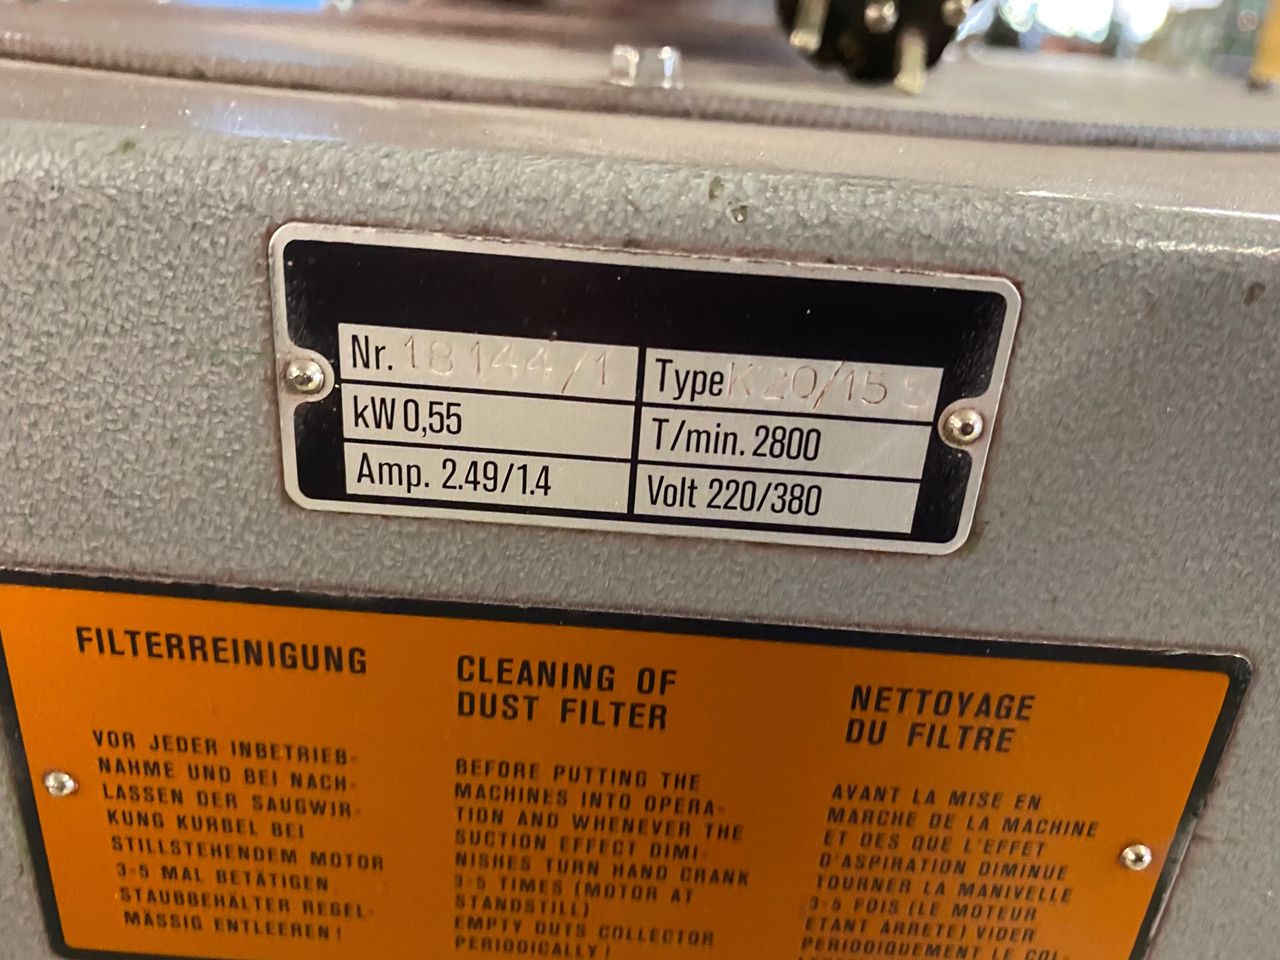 Nr. 18144/1
Type K20/15 S
kW 0,55
T/min. 2800
Amp. 2.49/1.4
Volt 220/380
FILTERREINIGUNG
VOR JEDER INBETRIEB-
NAHME UND BEI NACH-
LASSEN DER SAUGWIR-
KUNG KURBEL BEI
STILLSTEHENDEM MOTOR
3-5 MAL BETÄTIGEN
STAUBBEHÄLTER REGEL-
MÄSSIG ENTLEEREN!
CLEANING OF
DUST FILTER
BEFORE PUTTING THE
MACHINES INTO OPERA-
TION AND WHENEVER THE
SUCTION EFFECT DIMI-
NISHES TURN HAND CRANK
3-5 TIMES (MOTOR AT
STANDSTILL)
EMPTY DUTS COLLECTOR
PERIODICALLY!
NETTOYAGE
DU FILTRE
AVANT LA MISE EN
MARCHE DE LA MACHINE
ET DES QUE L'EFFET
D'ASPIRATION DIMINUE
TOURNER LA MANIVELLE
3-5 FOIS (LE MOTEUR
ETANT ARRETE) VIDER
PERIODIQUEMENT LE COL-